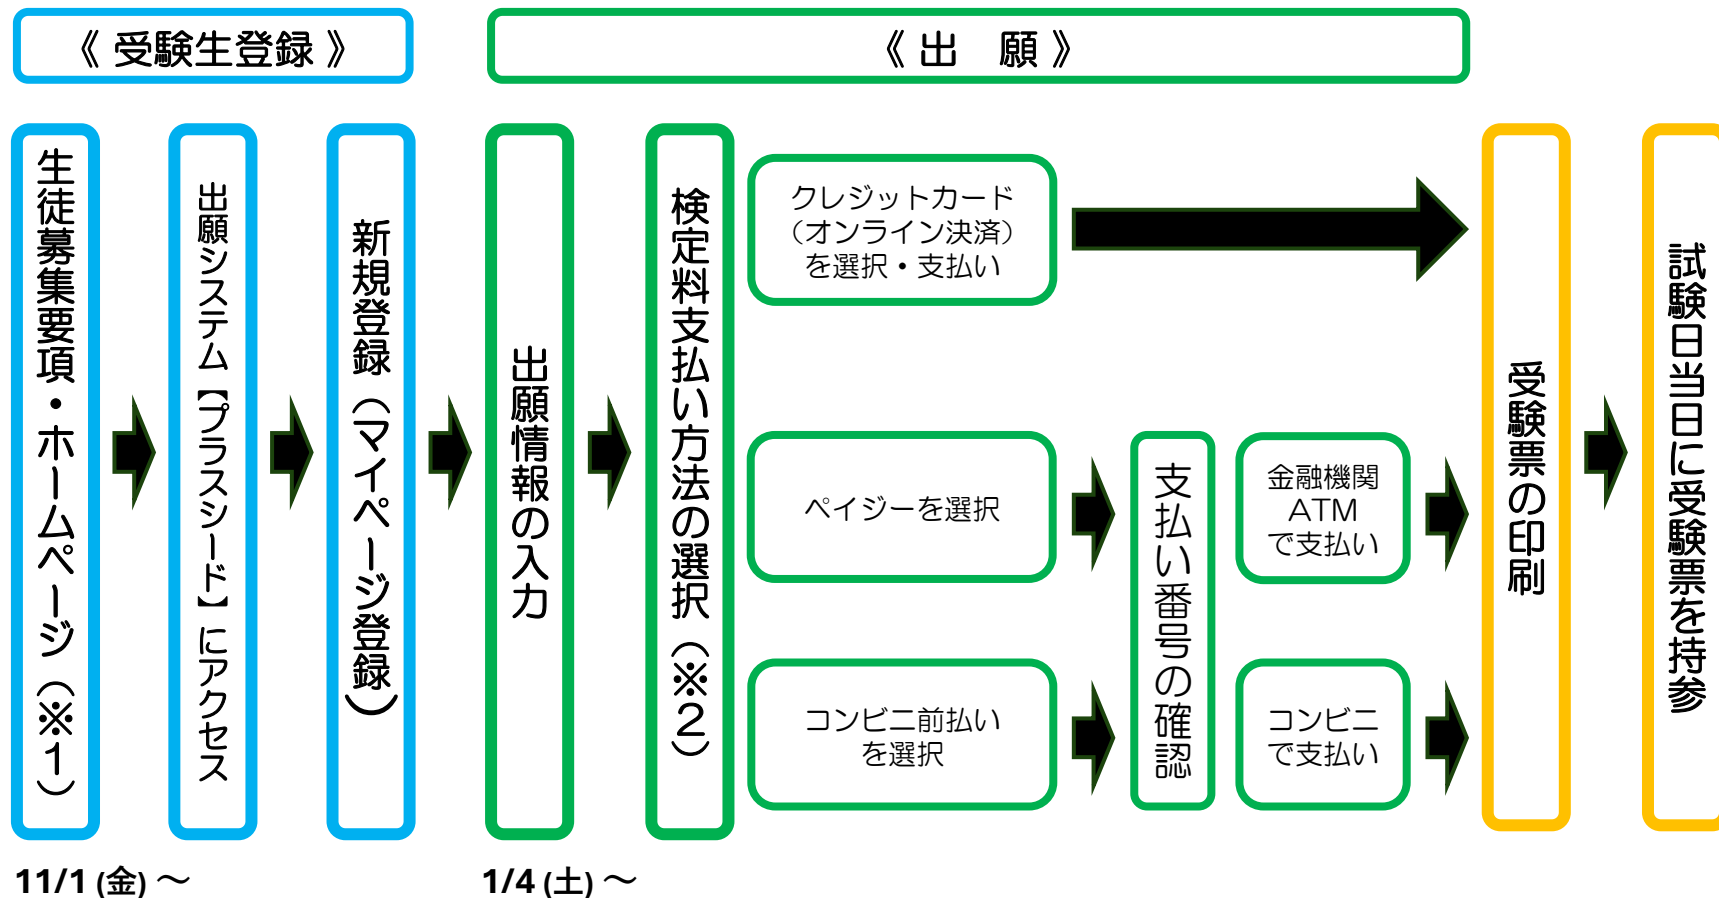 《 受験生登録 》
《 出　願 》
生徒募集要項・ホームページ（※１）
出願システム【プラスシード】にアクセス
新規登録（マイページ登録）
出願情報の入力
検定料支払い方法の選択（※２）
クレジットカード
（オンライン決済）
を選択・支払い
ペイジーを選択
コンビニ前払い
を選択
支払い番号の確認
金融機関
ATM
で支払い
コンビニ
で支払い
受験票の印刷
試験日当日に受験票を持参
11/1 (金) ～
1/4 (土) ～